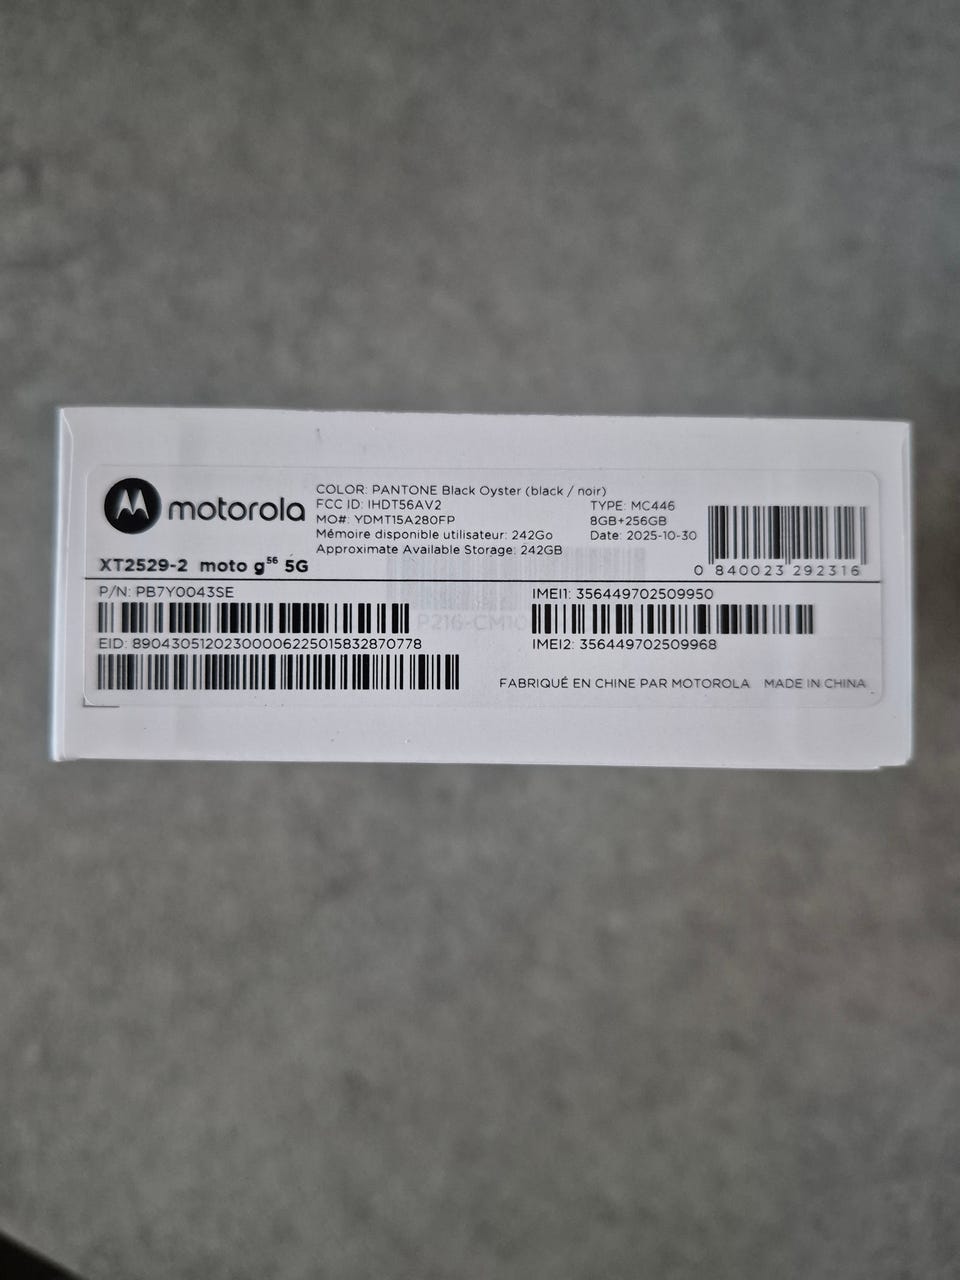 motorola
COLOR: PANTONE Black Oyster (black / noir)
FCC ID: IHDT56AV2
MO#: YDMT15A280FP
Mémoire disponible utilisateur: 242Go
Approximate Available Storage: 242GB
TYPE: MC446
8GB+256GB
Date: 2025-10-30
0 840023 292316
XT2529-2 moto g56 5G
P/N: PB7Y0043SE
EID: 89043051202300006225015832870778
IMEI1: 356449702509950
IMEI2: 356449702509968
FABRIQUÉ EN CHINE PAR MOTOROLA MADE IN CHINA